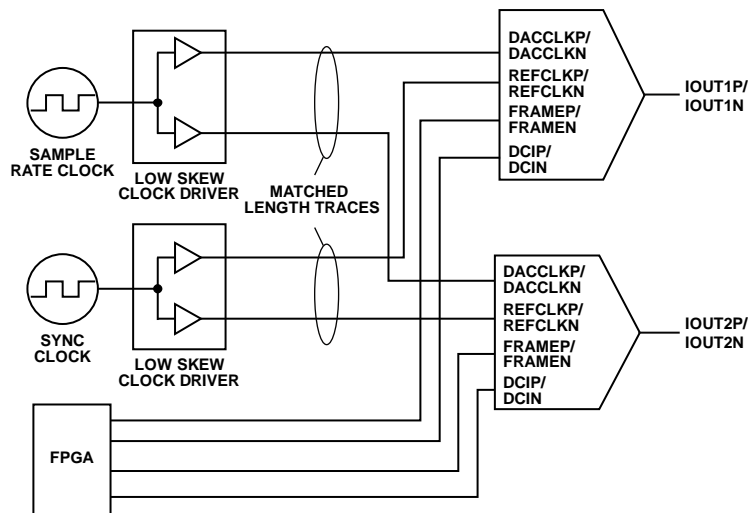 SAMPLE
RATE CLOCK
LOW SKEW
CLOCK DRIVER
MATCHED
LENGTH TRACES
SYNC
CLOCK
LOW SKEW
CLOCK DRIVER
FPGA
DACCLKP/
DACCLKN
REFCLKP/
REFCLKN
FRAMEP/
FRAMEN
DCIP/
DCIN
IOUT1P/
IOUT1N
DACCLKP/
DACCLKN
REFCLKP/
REFCLKN
FRAMEP/
FRAMEN
DCIP/
DCIN
IOUT2P/
IOUT2N